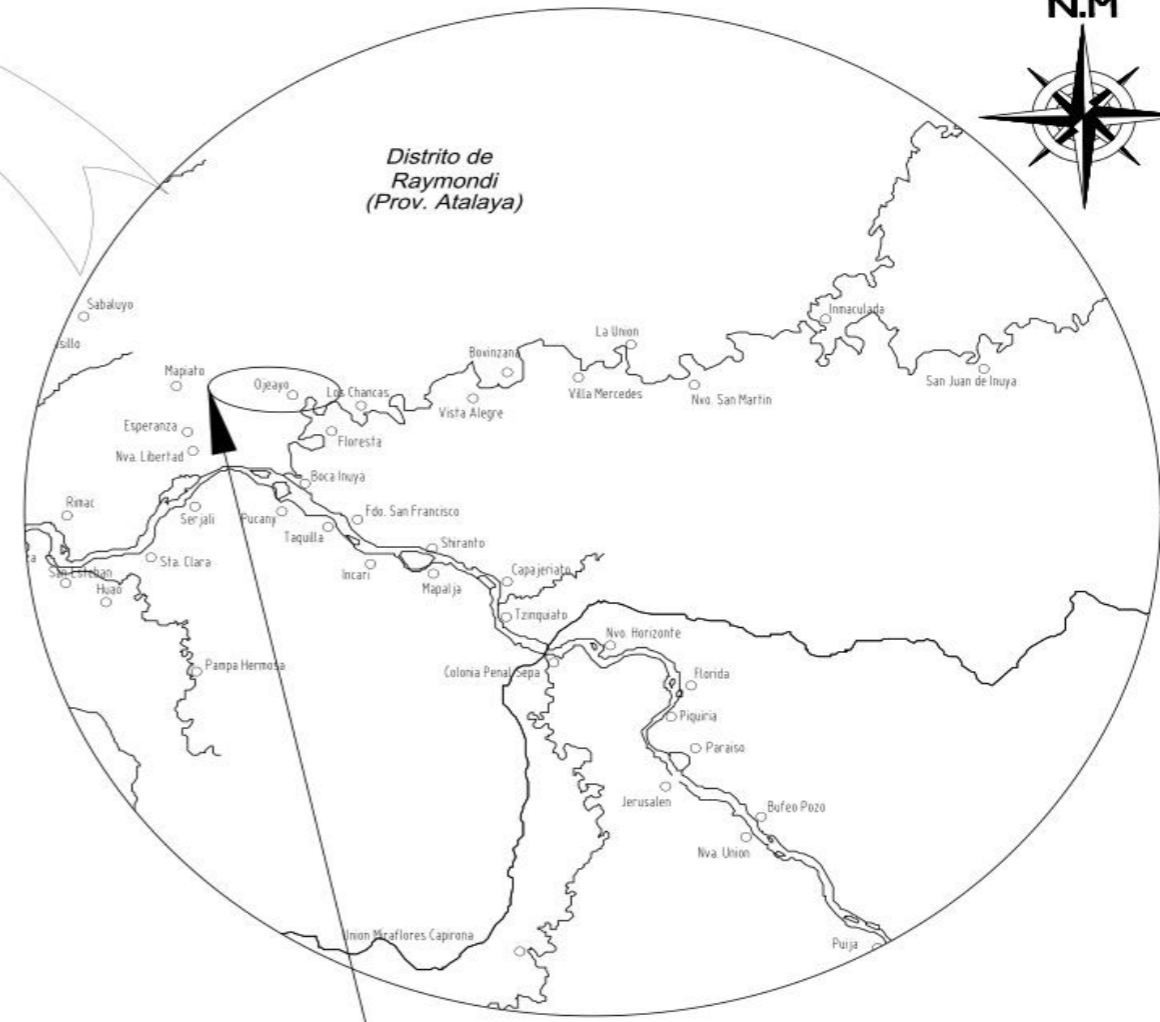 N.M
Distrito de
Raymondi
(Prov. Atalaya)
Sabaluyo
sillo
Inmaculada
La Union
Bovinzana
San Juan de Inuya
Mapiato
Ojeayo
Los Chancas
Villa Mercedes
Nvo. San Martin
Vista Alegre
Esperanza
Floresta
Nva. Libertad
Boca Inuya
Rimac
Serjali
Pucany
Fdo. San Francisco
Taquilla
Shiranto
ta
Sta. Clara
Incari
San Esteban
Mapalja
Capajeriato
Huao
Tzinquiato
Nvo. Horizonte
Pampa Hermosa
Colonia Penal Sepa
Florida
Piquiria
Paraiso
Jerusalen
Bufeo Pozo
Nva. Union
Union Miraflores Capirona
Puija